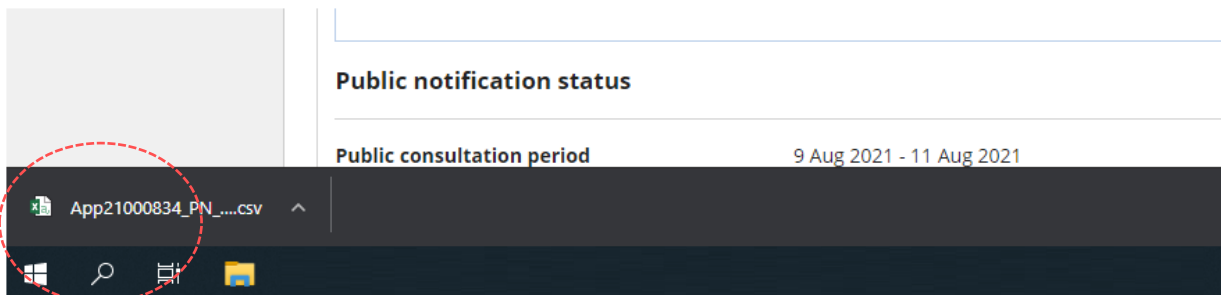 Public notification status
Public consultation period 9 Aug 2021 - 11 Aug 2021
App21000834_PN_....csv